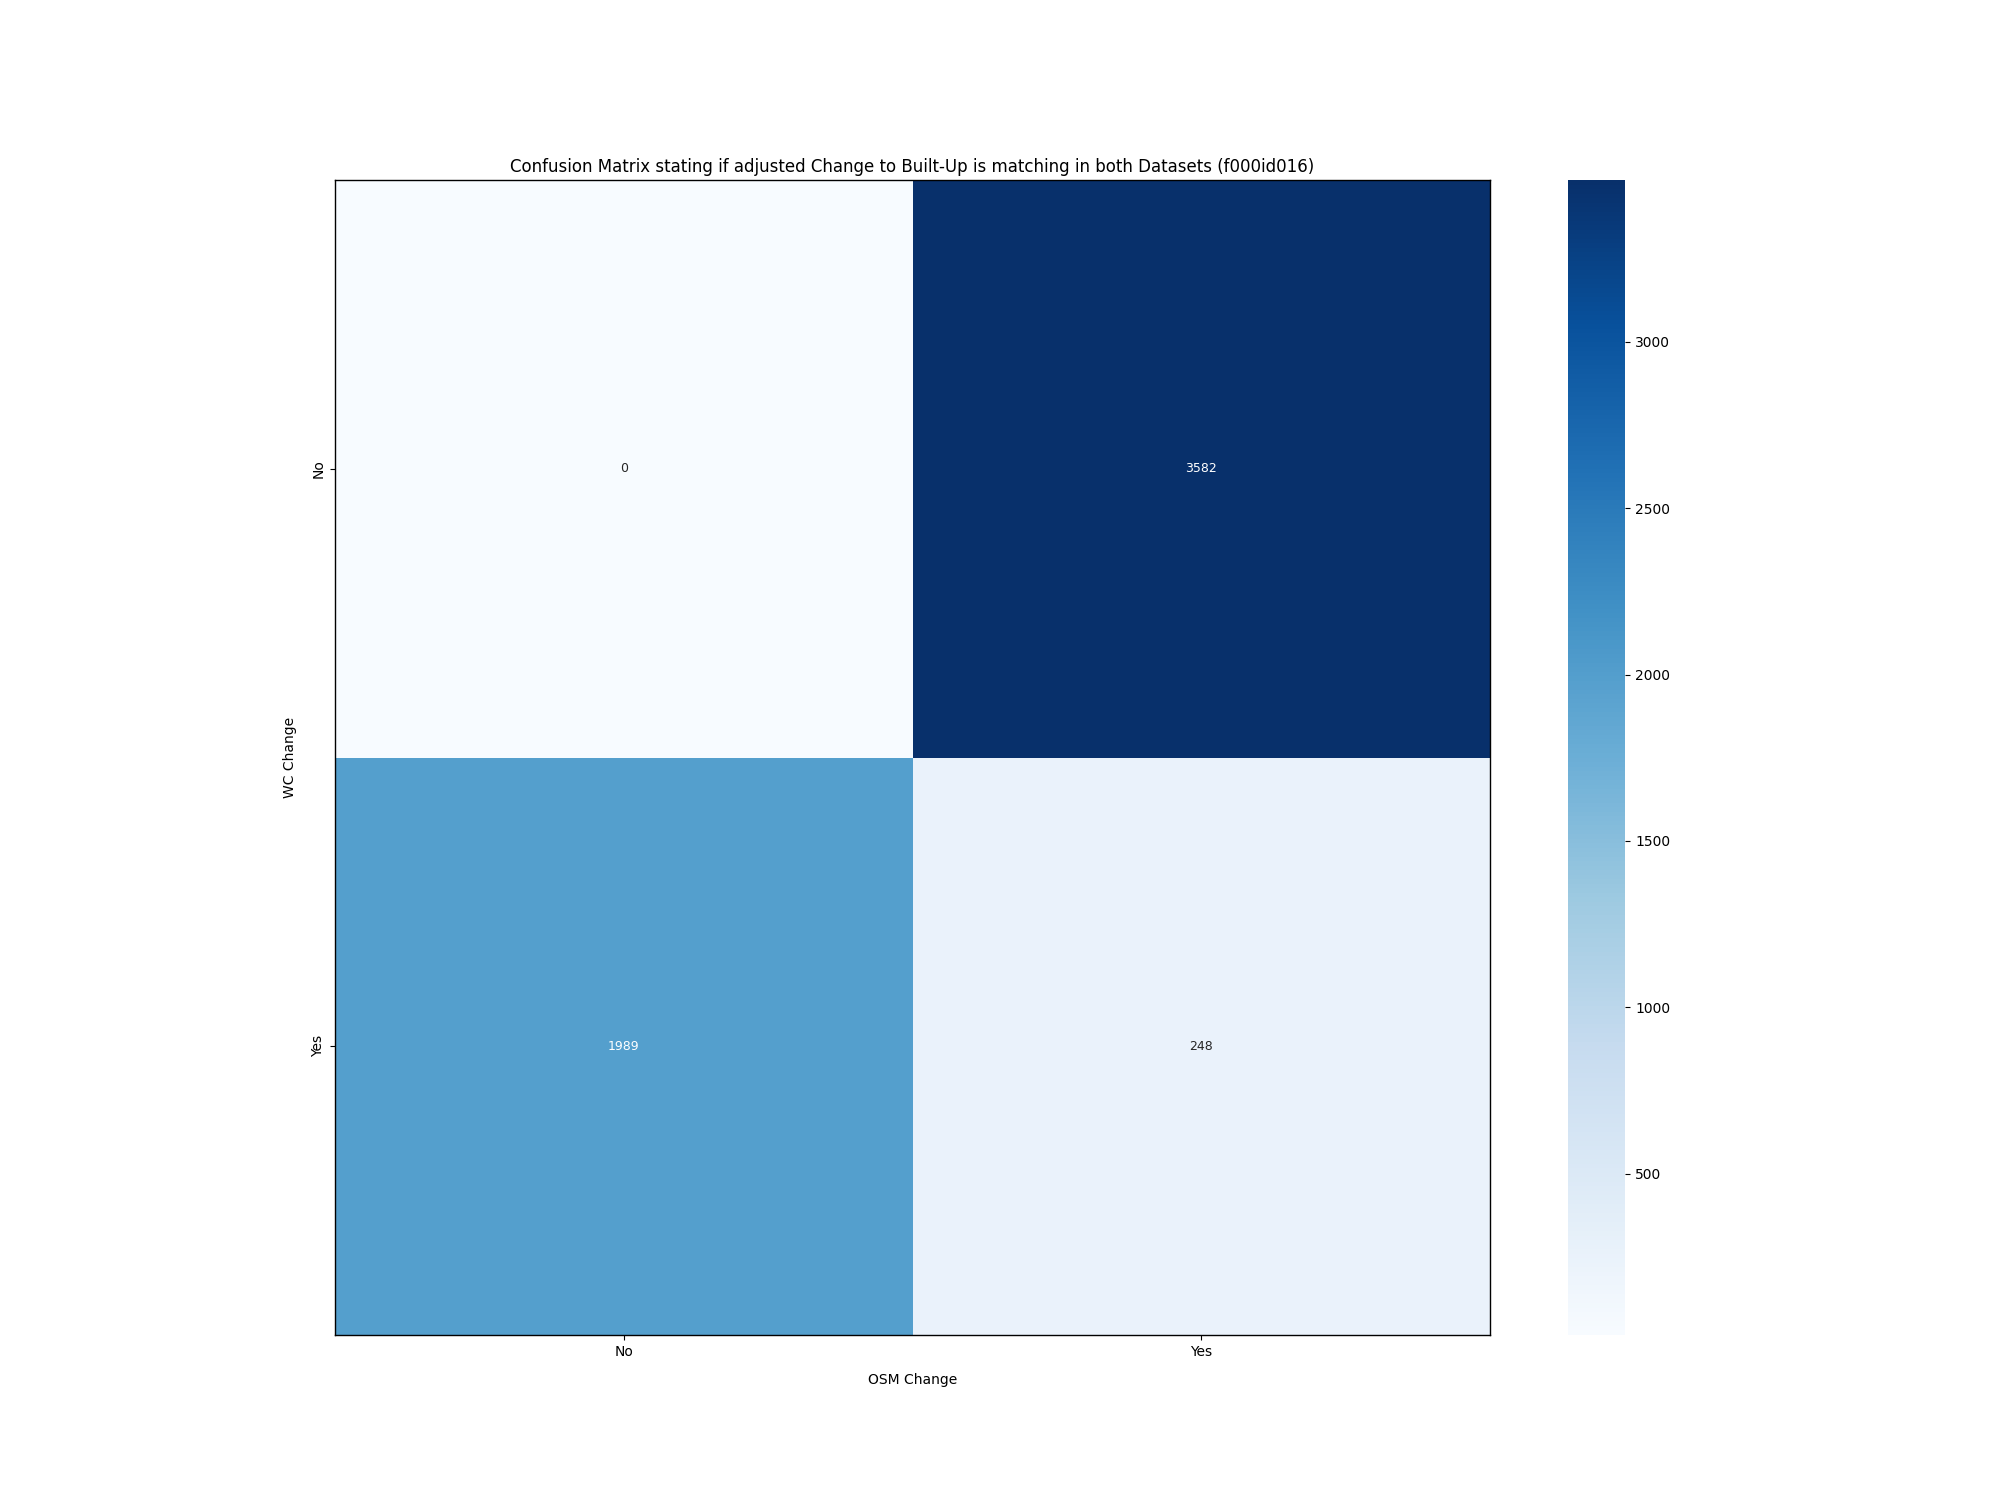 Confusion Matrix stating if adjusted Change to Built-Up is matching in both Datasets (f000id016)
No
0
3582
3000
2500
2000
WC Change
1500
1000
Yes
1989
248
500
No
Yes
OSM Change